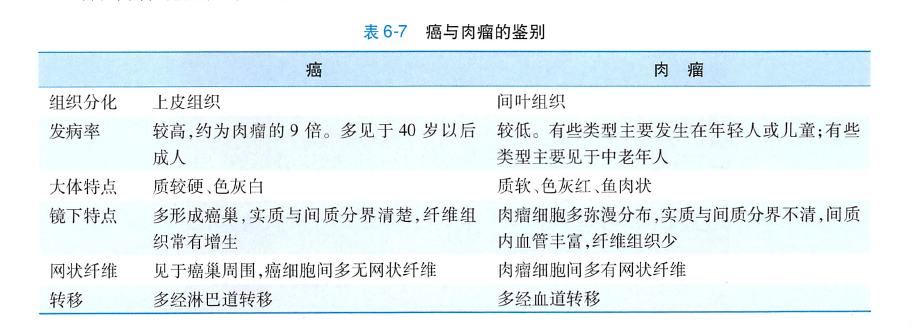 表 6-7 癌与肉瘤的鉴别
癌 肉 瘤
组织分化 上皮组织 间叶组织
发病率 较高,约为肉瘤的 9 倍。多见于 40 岁以后 较低。有些类型主要发生在年轻人或儿童;有些
成人 类型主要见于中老年人
大体特点 质较硬、色灰白 质软、色灰红、鱼肉状
镜下特点 多形成癌巢,实质与间质分界清楚,纤维组 肉瘤细胞多弥漫分布,实质与间质分界不清,间质
织常有增生 内血管丰富,纤维组织少
网状纤维 见于癌巢周围,癌细胞间多无网状纤维 肉瘤细胞间多有网状纤维
转移 多经淋巴道转移 多经血道转移